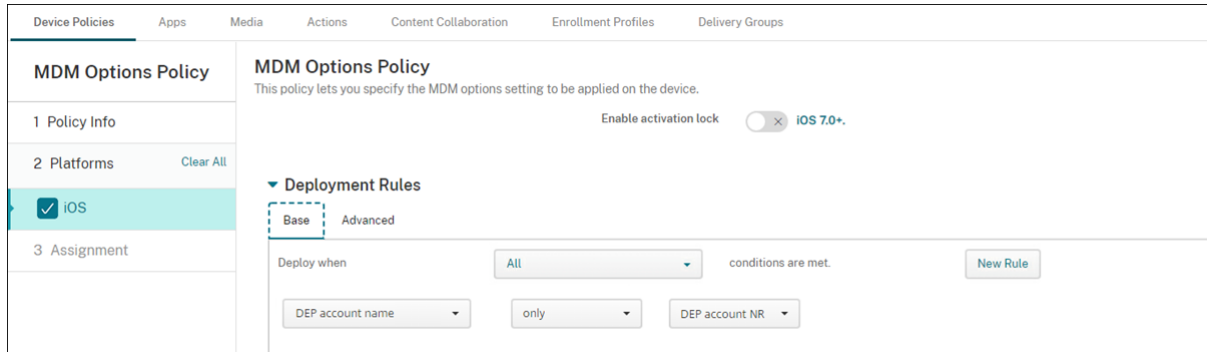 Device Policies Apps Media Actions Content Collaboration Enrollment Profiles Delivery Groups
MDM Options Policy
1 Policy Info
2 Platforms Clear All
iOS
3 Assignment
MDM Options Policy
This policy lets you specify the MDM options setting to be applied on the device.
Enable activation lock iOS 7.0+.
Deployment Rules
Base Advanced
Deploy when All conditions are met. New Rule
DEP account name only DEP account NR